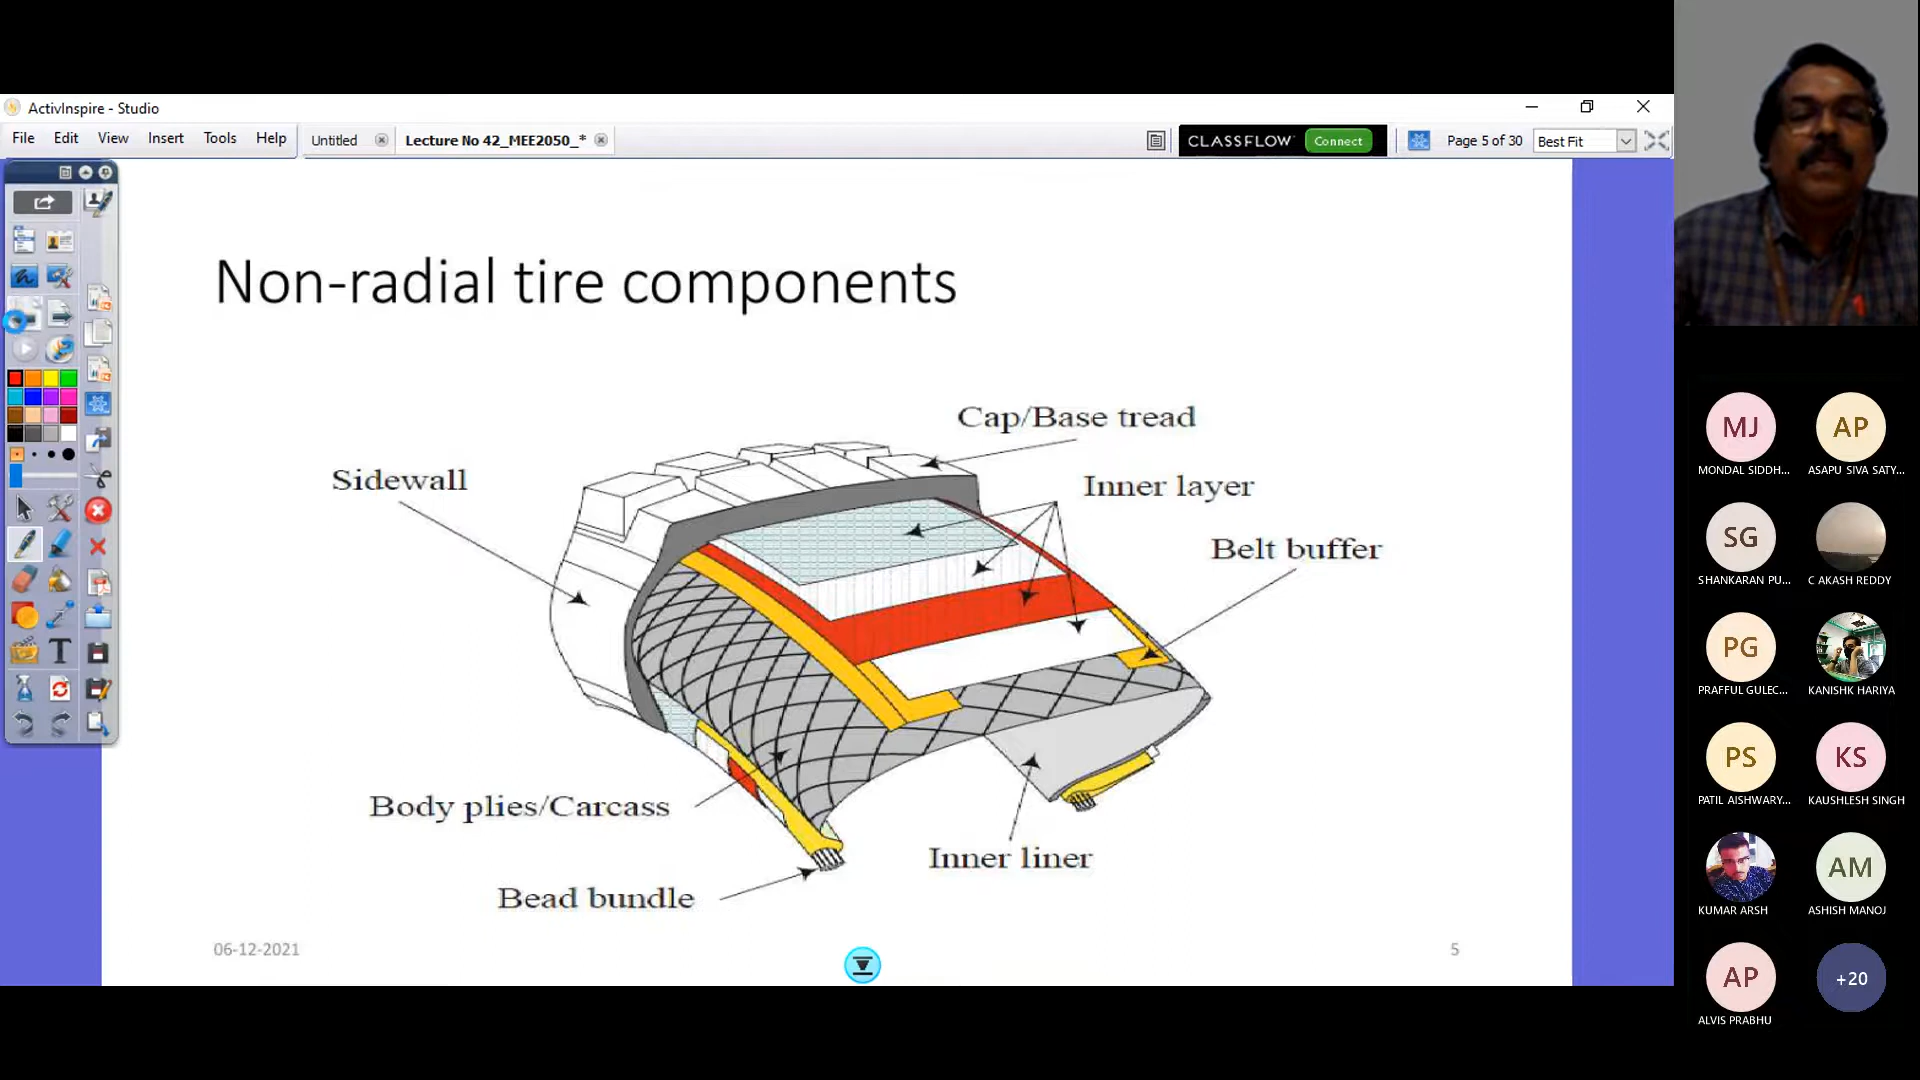 ActivInspire - Studio
File Edit View Insert Tools Help
Untitled
Lecture No 42_MEE2050_*
CLASSFLOW Connect
Page 5 of 30
Best Fit
Non-radial tire components
Cap/Base tread
Sidewall
Inner layer
Belt buffer
Body plies/Carcass
Inner liner
Bead bundle
06-12-2021
5
T
MJ
MONDAL SIDDH...
AP
ASAPU SIVA SATY...
SG
SHANKARAN PU...
C AKASH REDDY
PG
PRAFFUL GULEC...
KANISHK HARIYA
PS
PATIL AISHWARY...
KS
KAUSHLESH SINGH
KUMAR ARSH
AM
ASHISH MANOJ
AP
ALVIS PRABHU
+20